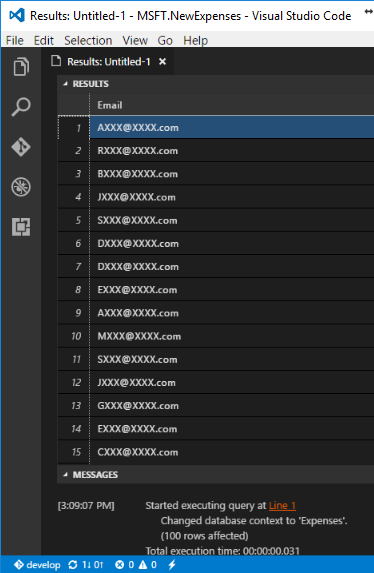 Results: Untitled-1 - MSFT.NewExpenses - Visual Studio Code
File Edit Selection View Go Help
Results: Untitled-1
RESULTS
Email
1 AXXX@XXXX.com
2 RXXX@XXXX.com
3 BXXX@XXXX.com
4 JXXX@XXXX.com
5 SXXX@XXXX.com
6 DXXX@XXXX.com
7 DXXX@XXXX.com
8 EXXX@XXXX.com
9 AXXX@XXXX.com
10 MXXX@XXXX.com
11 SXXX@XXXX.com
12 JXXX@XXXX.com
13 GXXX@XXXX.com
14 EXXX@XXXX.com
15 CXXX@XXXX.com
MESSAGES
[3:09:07 PM] Started executing query at Line 1
Changed database context to 'Expenses'.
(100 rows affected)
Total execution time: 00:00:00.031
develop 1↓ 0↑ 0 0